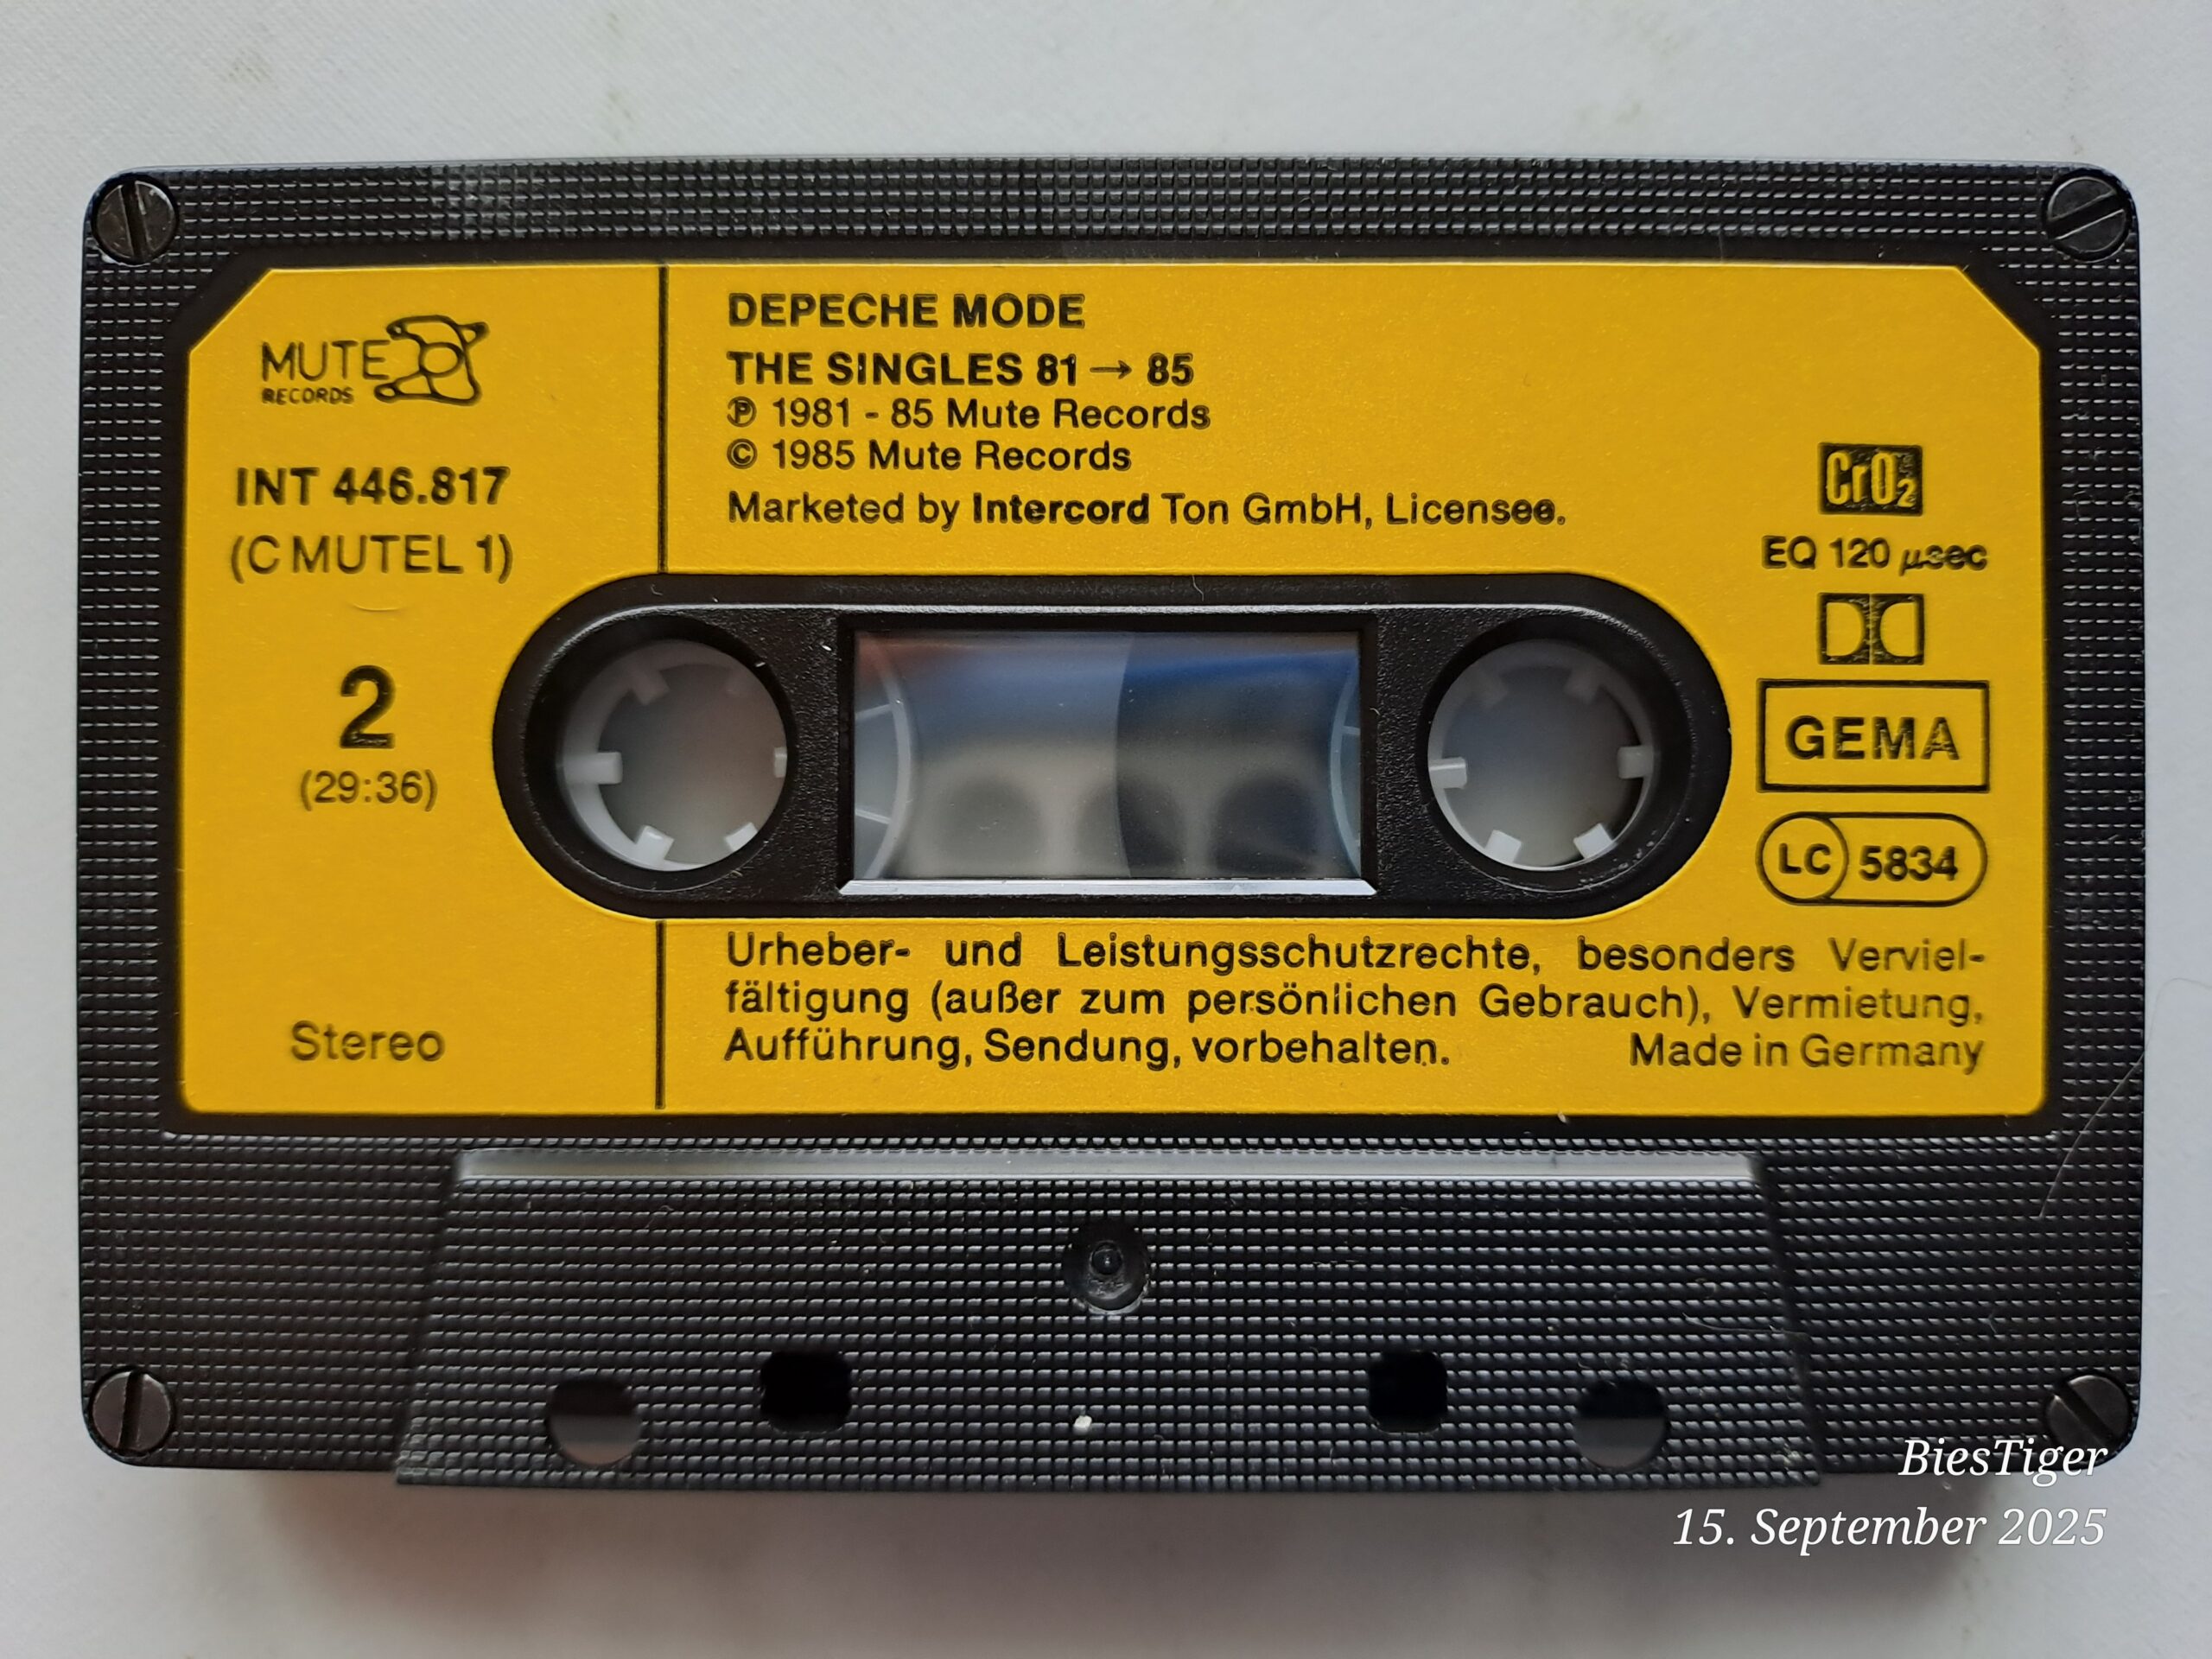 MUTE
RECORDS
INT 446.817
(C MUTEL 1)
2
(29:36)
Stereo
DEPECHE MODE
THE SINGLES 81 → 85
℗ 1981 - 85 Mute Records
© 1985 Mute Records
Marketed by Intercord Ton GmbH, Licensee.
CrO₂
EQ 120 µsec
GEMA
LC 5834
Urheber- und Leistungsschutzrechte, besonders Verviel-
fältigung (außer zum persönlichen Gebrauch), Vermietung,
Aufführung, Sendung, vorbehalten. Made in Germany
BiesTiger
15. September 2025